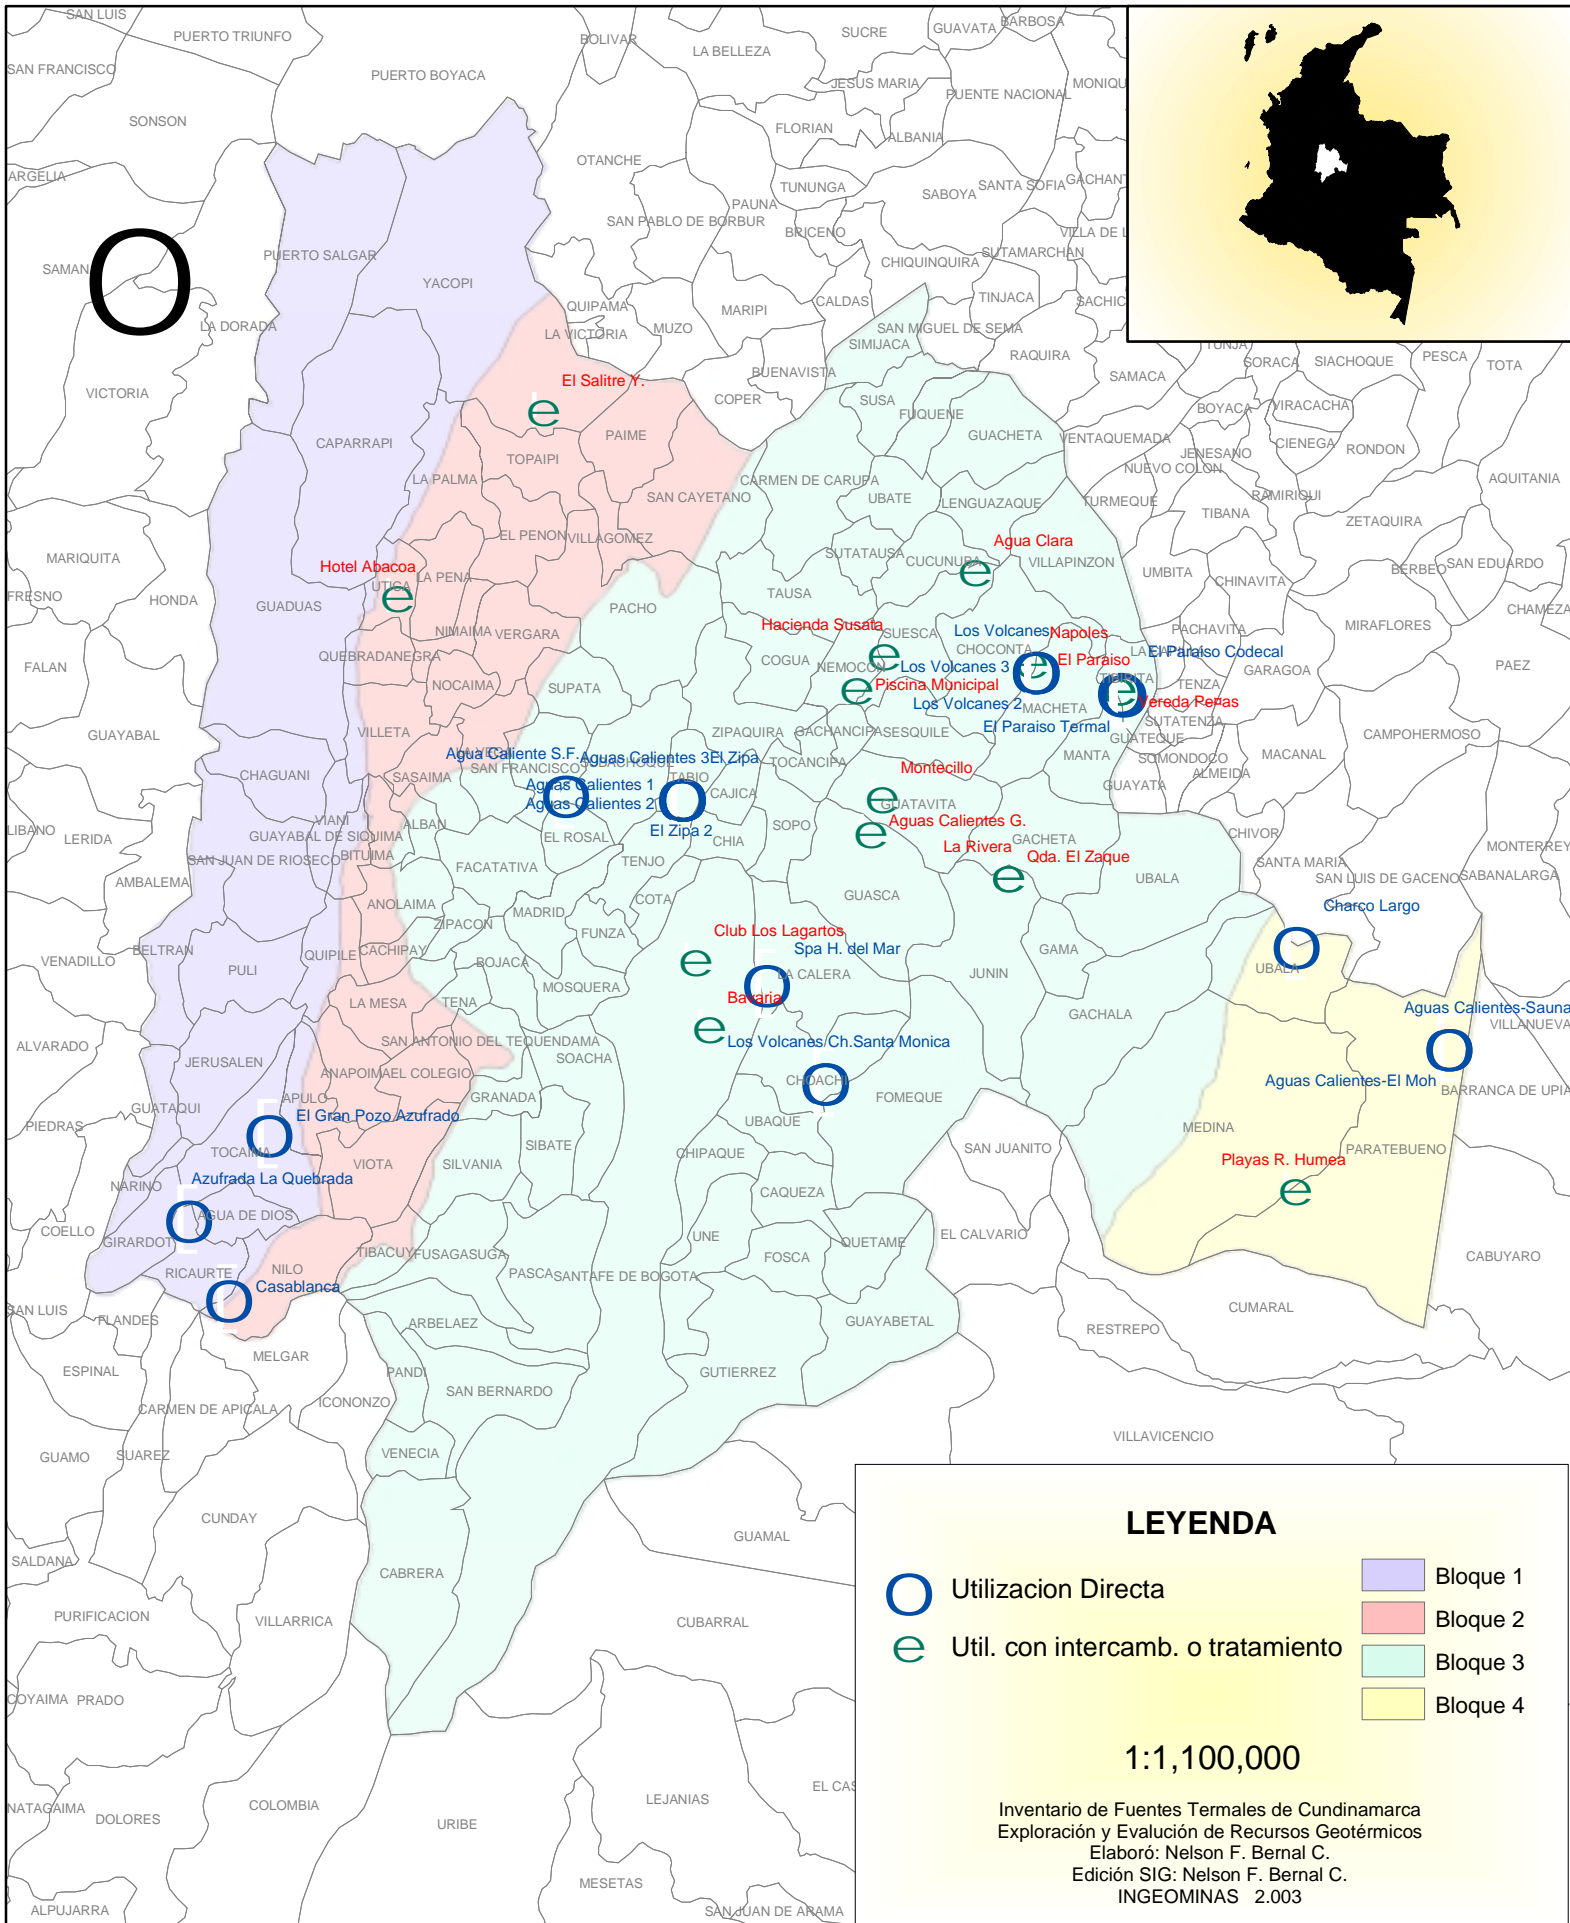 SAN LUIS
PUERTO TRIUNFO
BOLIVAR
SUCRE
GUAVATA
BARBOSA
LA BELLEZA
SAN FRANCISCO
PUERTO BOYACA
JESUS MARIA
PUENTE NACIONAL
MONIQU
SONSON
FLORIAN
ALBANIA
OTANCHE
ARGELIA
TUNUNGA
SABOYA
SANTA SOFIA
GACHANT
PAUNA
SAN PABLO DE BORBUR
BRICENO
VILLA DE L
PUERTO SALGAR
SUTAMARCHAN
SAMAN
CHIQUINQUIRA
YACOPI
TINJACA
SACHIC
QUIPAMA
MARIPI
CALDAS
LA DORADA
LA VICTORIA
MUZO
SAN MIGUEL DE SEMA
SIMIJACA
RAQUIRA
TUNJA
SORACA
SIACHOQUE
PESCA
TOTA
BUENAVISTA
SAMACA
El Salitre Y.
VICTORIA
COPER
SUSA
FUQUENE
BOYACA
VIRACACHA
CAPARRAPI
PAIME
GUACHETA
VENTAQUEMADA
CIENEGA
RONDON
JENESANO
TOPAIPI
NUEVO COLON
LA PALMA
CARMEN DE CARUPA
AQUITANIA
SAN CAYETANO
UBATE
LENGUAZAQUE
TURMEQUE
RAMIRIQUI
TIBANA
ZETAQUIRA
EL PENON
VILLAGOMEZ
Agua Clara
MARIQUITA
SUTATAUSA
CUCUNUBA
VILLAPINZON
UMBITA
BERBEO
SAN EDUARDO
Hotel Abacoa
LA PENA
UTICA
CHINAVITA
FRESNO
HONDA
GUADUAS
PACHO
TAUSA
CHAMEZA
Hacienda Susata
SUESCA
Los Volcanes
Napoles
PACHAVITA
MIRAFLORES
NIMAIMA
VERGARA
CHOCONTA
El Paraiso Codecal
QUEBRADANEGRA
COGUA
NEMOCON
Los Volcanes 3
El Paraiso
GARAGOA
FALAN
PAEZ
NOCAIMA
SUPATA
Piscina Municipal
TIBIRITA
TENZA
Los Volcanes 2
MACHETA
Vereda Penas
SUTATENZA
VILLETA
ZIPAQUIRA
GACHANCIPA
SESQUILE
El Paraiso Termal
GUATEQUE
GUAYABAL
CAMPOHERMOSO
Agua Caliente S.F.
Aguas Calientes 3
El Zipa
MANTA
SOMONDOCO
MACANAL
SAN FRANCISCO
TOCANCIPA
Montecillo
ALMEIDA
CHAGUANI
SASAIMA
Aguas Calientes 1
TABIO
CAJICA
GUAYATA
Aguas Calientes 2
GUATAVITA
VIANI
ALBAN
El Zipa 2
SOPO
Aguas Calientes G.
LIBANO
LERIDA
GUAYABAL DE SIQUIMA
EL ROSAL
CHIA
GACHETA
CHIVOR
MONTERREY
SAN JUAN DE RIOSECO
BITUIMA
TENJO
La Rivera
Qda. El Zaque
SANTA MARIA
FACATATIVA
UBALA
SAN LUIS DE GACENO
SABANALARGA
AMBALEMA
GUASCA
ANOLAIMA
MADRID
COTA
Charco Largo
ZIPACON
FUNZA
Club Los Lagartos
BELTRAN
QUIPILE
CACHIPAY
Spa H. del Mar
GAMA
VENADILLO
PULI
BOJACA
LA CALERA
JUNIN
UBALA
MOSQUERA
LA MESA
TENA
Bavaria
Aguas Calientes-Sauna
GACHALA
VILLANUEVA
ALVARADO
SAN ANTONIO DEL TEQUENDAMA
Los Volcanes/Ch.Santa Monica
JERUSALEN
SOACHA
ANAPOIMA
EL COLEGIO
CHOACHI
Aguas Calientes-El Moh
BARRANCA DE UPIA
GUATAQUI
APULO
GRANADA
FOMEQUE
El Gran Pozo Azufrado
PIEDRAS
UBAQUE
MEDINA
TOCAIMA
SIBATE
CHIPAQUE
SAN JUANITO
PARATEBUENO
VIOTA
SILVANIA
Playas R. Humea
Azufrada La Quebrada
NARINO
CAQUEZA
AGUA DE DIOS
COELLO
GIRARDOT
UNE
QUETAME
EL CALVARIO
TIBACUY
FUSAGASUGA
FOSCA
CABUYARO
RICAURTE
NILO
PASCA
SANTAFE DE BOGOTA
Casablanca
SAN LUIS
FLANDES
CUMARAL
ARBELAEZ
GUAYABETAL
RESTREPO
MELGAR
ESPINAL
PANDI
GUTIERREZ
SAN BERNARDO
CARMEN DE APICALA
ICONONZO
VENECIA
VILLAVICENCIO
GUAMO
SUAREZ
CUNDAY
GUAMAL
SALDANA
CABRERA
PURIFICACION
VILLARRICA
CUBARRAL
COYAIMA
PRADO
EL CAS
LEJANIAS
NATAGAIMA
DOLORES
COLOMBIA
URIBE
MESETAS
ALPUJARRA
SAN JUAN DE ARAMA
LEYENDA
Utilizacion Directa
Util. con intercamb. o tratamiento
Bloque 1
Bloque 2
Bloque 3
Bloque 4
1:1,100,000
Inventario de Fuentes Termales de Cundinamarca
Exploración y Evalución de Recursos Geotérmicos
Elaboró: Nelson F. Bernal C.
Edición SIG: Nelson F. Bernal C.
INGEOMINAS 2.003